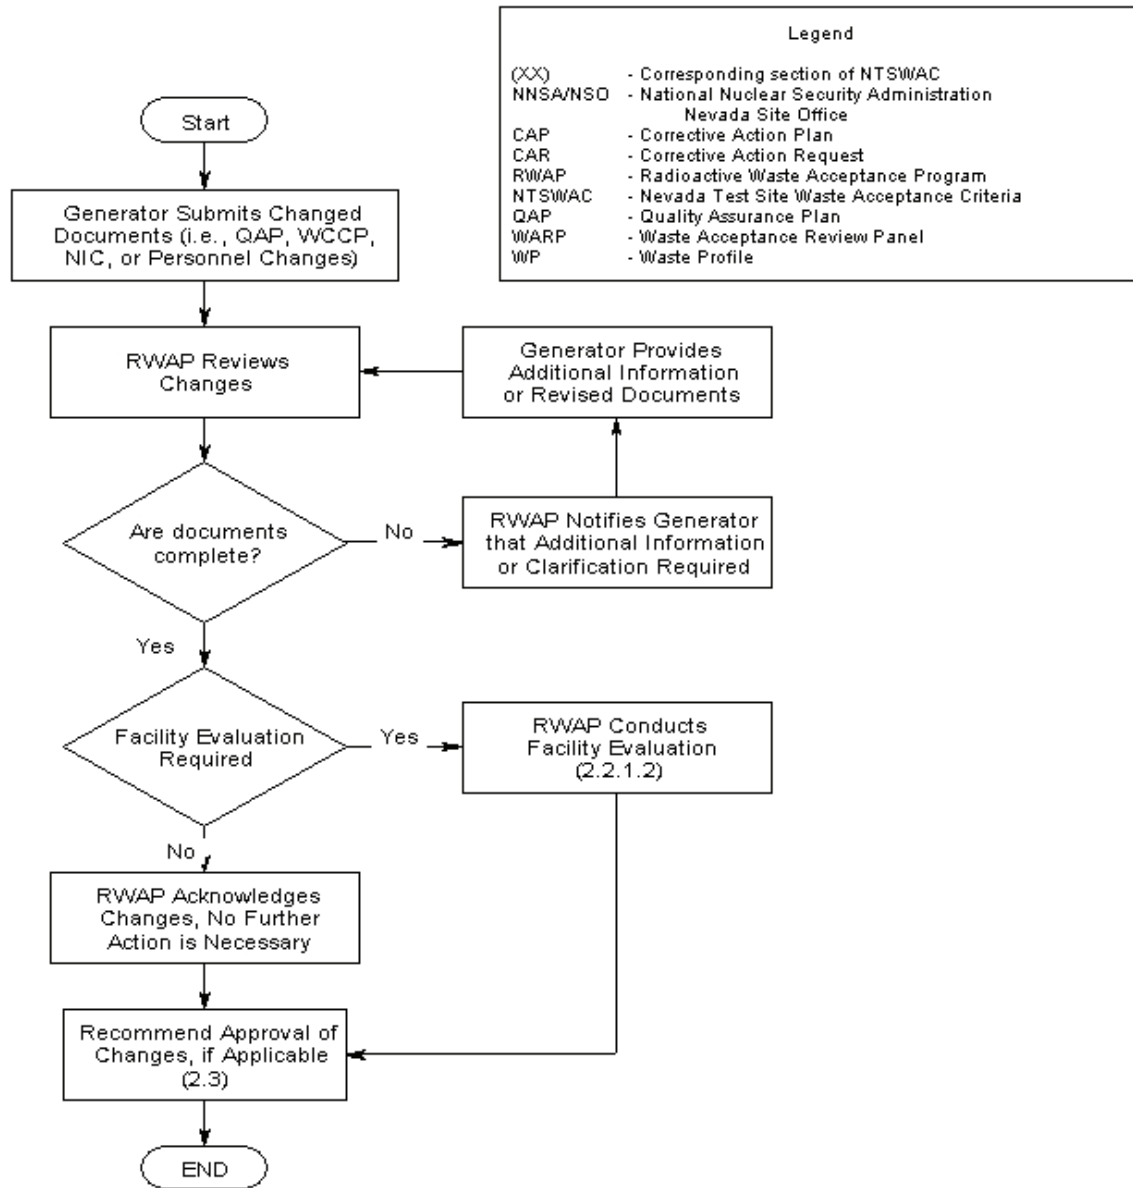 Legend
(XX) - Corresponding section of NTSWAC
NNSA/NSO - National Nuclear Security Administration
Nevada Site Office
CAP - Corrective Action Plan
CAR - Corrective Action Request
RWAP - Radioactive Waste Acceptance Program
NTSWAC - Nevada Test Site Waste Acceptance Criteria
QAP - Quality Assurance Plan
WARP - Waste Acceptance Review Panel
WP - Waste Profile
Start
Generator Submits Changed
Documents (i.e., QAP, WCCP,
NIC, or Personnel Changes)
RWAP Reviews
Changes
Generator Provides
Additional Information
or Revised Documents
Are documents
complete?
No
RWAP Notifies Generator
that Additional Information
or Clarification Required
Yes
Facility Evaluation
Required
Yes
RWAP Conducts
Facility Evaluation
(2.2.1.2)
No
RWAP Acknowledges
Changes, No Further
Action is Necessary
Recommend Approval of
Changes, if Applicable
(2.3)
END